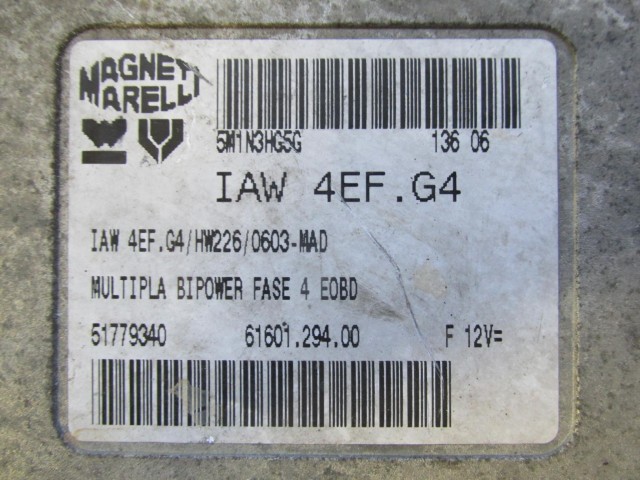 MAGNETI
MARELLI
5M1N3HG5G 136 06
IAW 4EF.G4
IAW 4EF.G4/HW226/0603-MAD
MULTIPLA BIPOWER FASE 4 EOBD
51779340 61601.294.00 F 12V=